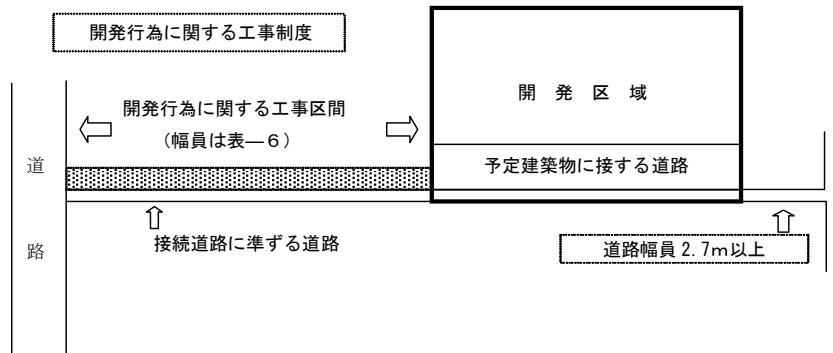 開発行為に関する工事制度
開発区域
開発行為に関する工事区間
(幅員は表―6)
道路
予定建築物に接する道路
接続道路に準ずる道路
道路幅員2.7m以上